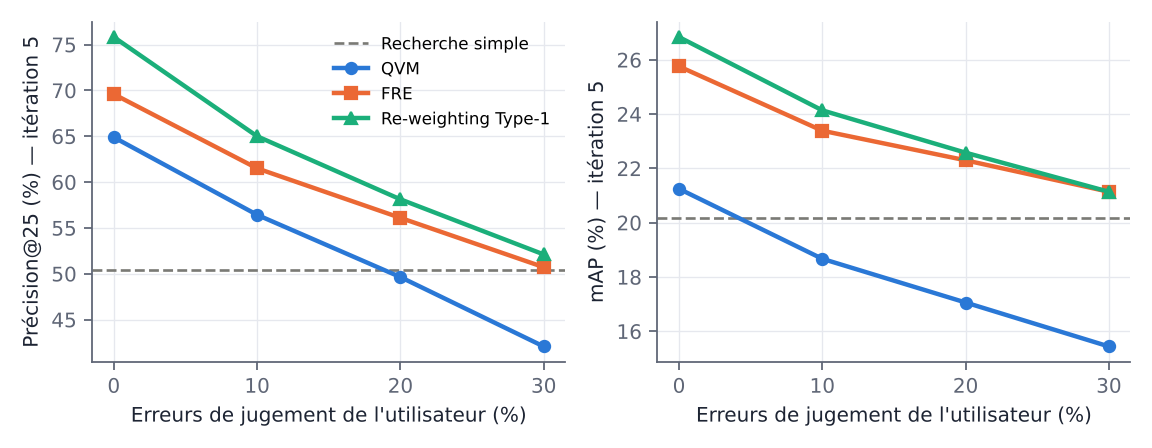 Précision@25 (%) — itération 5
75
70
65
60
55
50
45
Recherche simple
QVM
FRE
Re-weighting Type-1
0
10
20
30
Erreurs de jugement de l'utilisateur (%)
mAP (%) — itération 5
26
24
22
20
18
16
0
10
20
30
Erreurs de jugement de l'utilisateur (%)